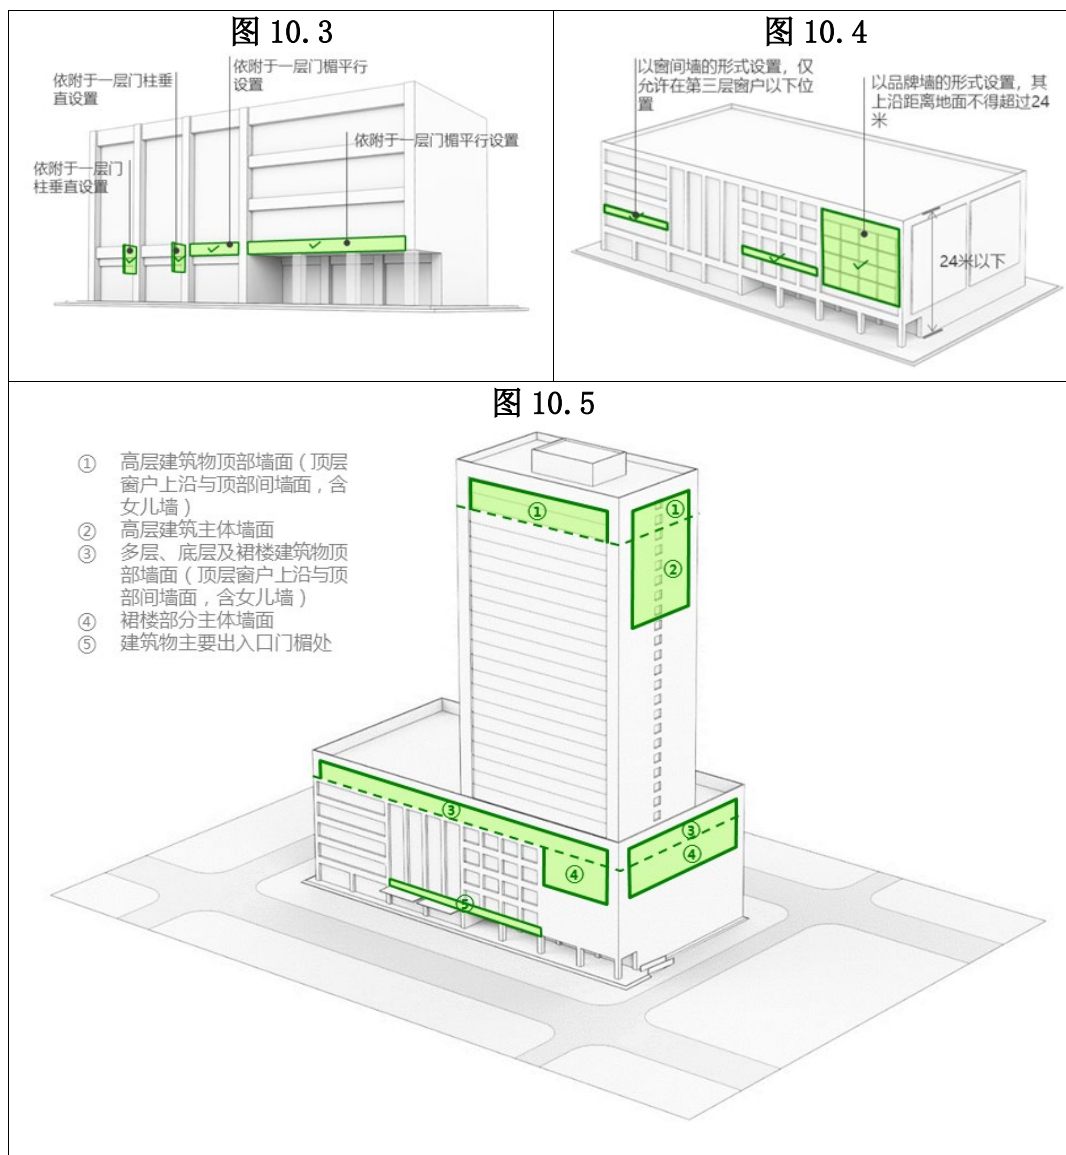 图 10.3
依附于一层门柱垂
直设置
依附于一层门楣平行
设置
依附于一层门楣平行设置
依附于一层门
柱垂直设置
图 10.4
以窗间墙的形式设置，仅
允许在第三层窗户以下位
置
以品牌墙的形式设置，其
上沿距离地面不得超过24
米
24米以下
图 10.5
① 高层建筑物顶部墙面（顶层
窗户上沿与顶部间墙面，含
女儿墙）
② 高层建筑主体墙面
③ 多层、底层及裙楼建筑物顶
部墙面（顶层窗户上沿与顶
部间墙面，含女儿墙）
④ 裙楼部分主体墙面
⑤ 建筑物主要出入口门楣处
①
①
②
③
③
④
④
⑤